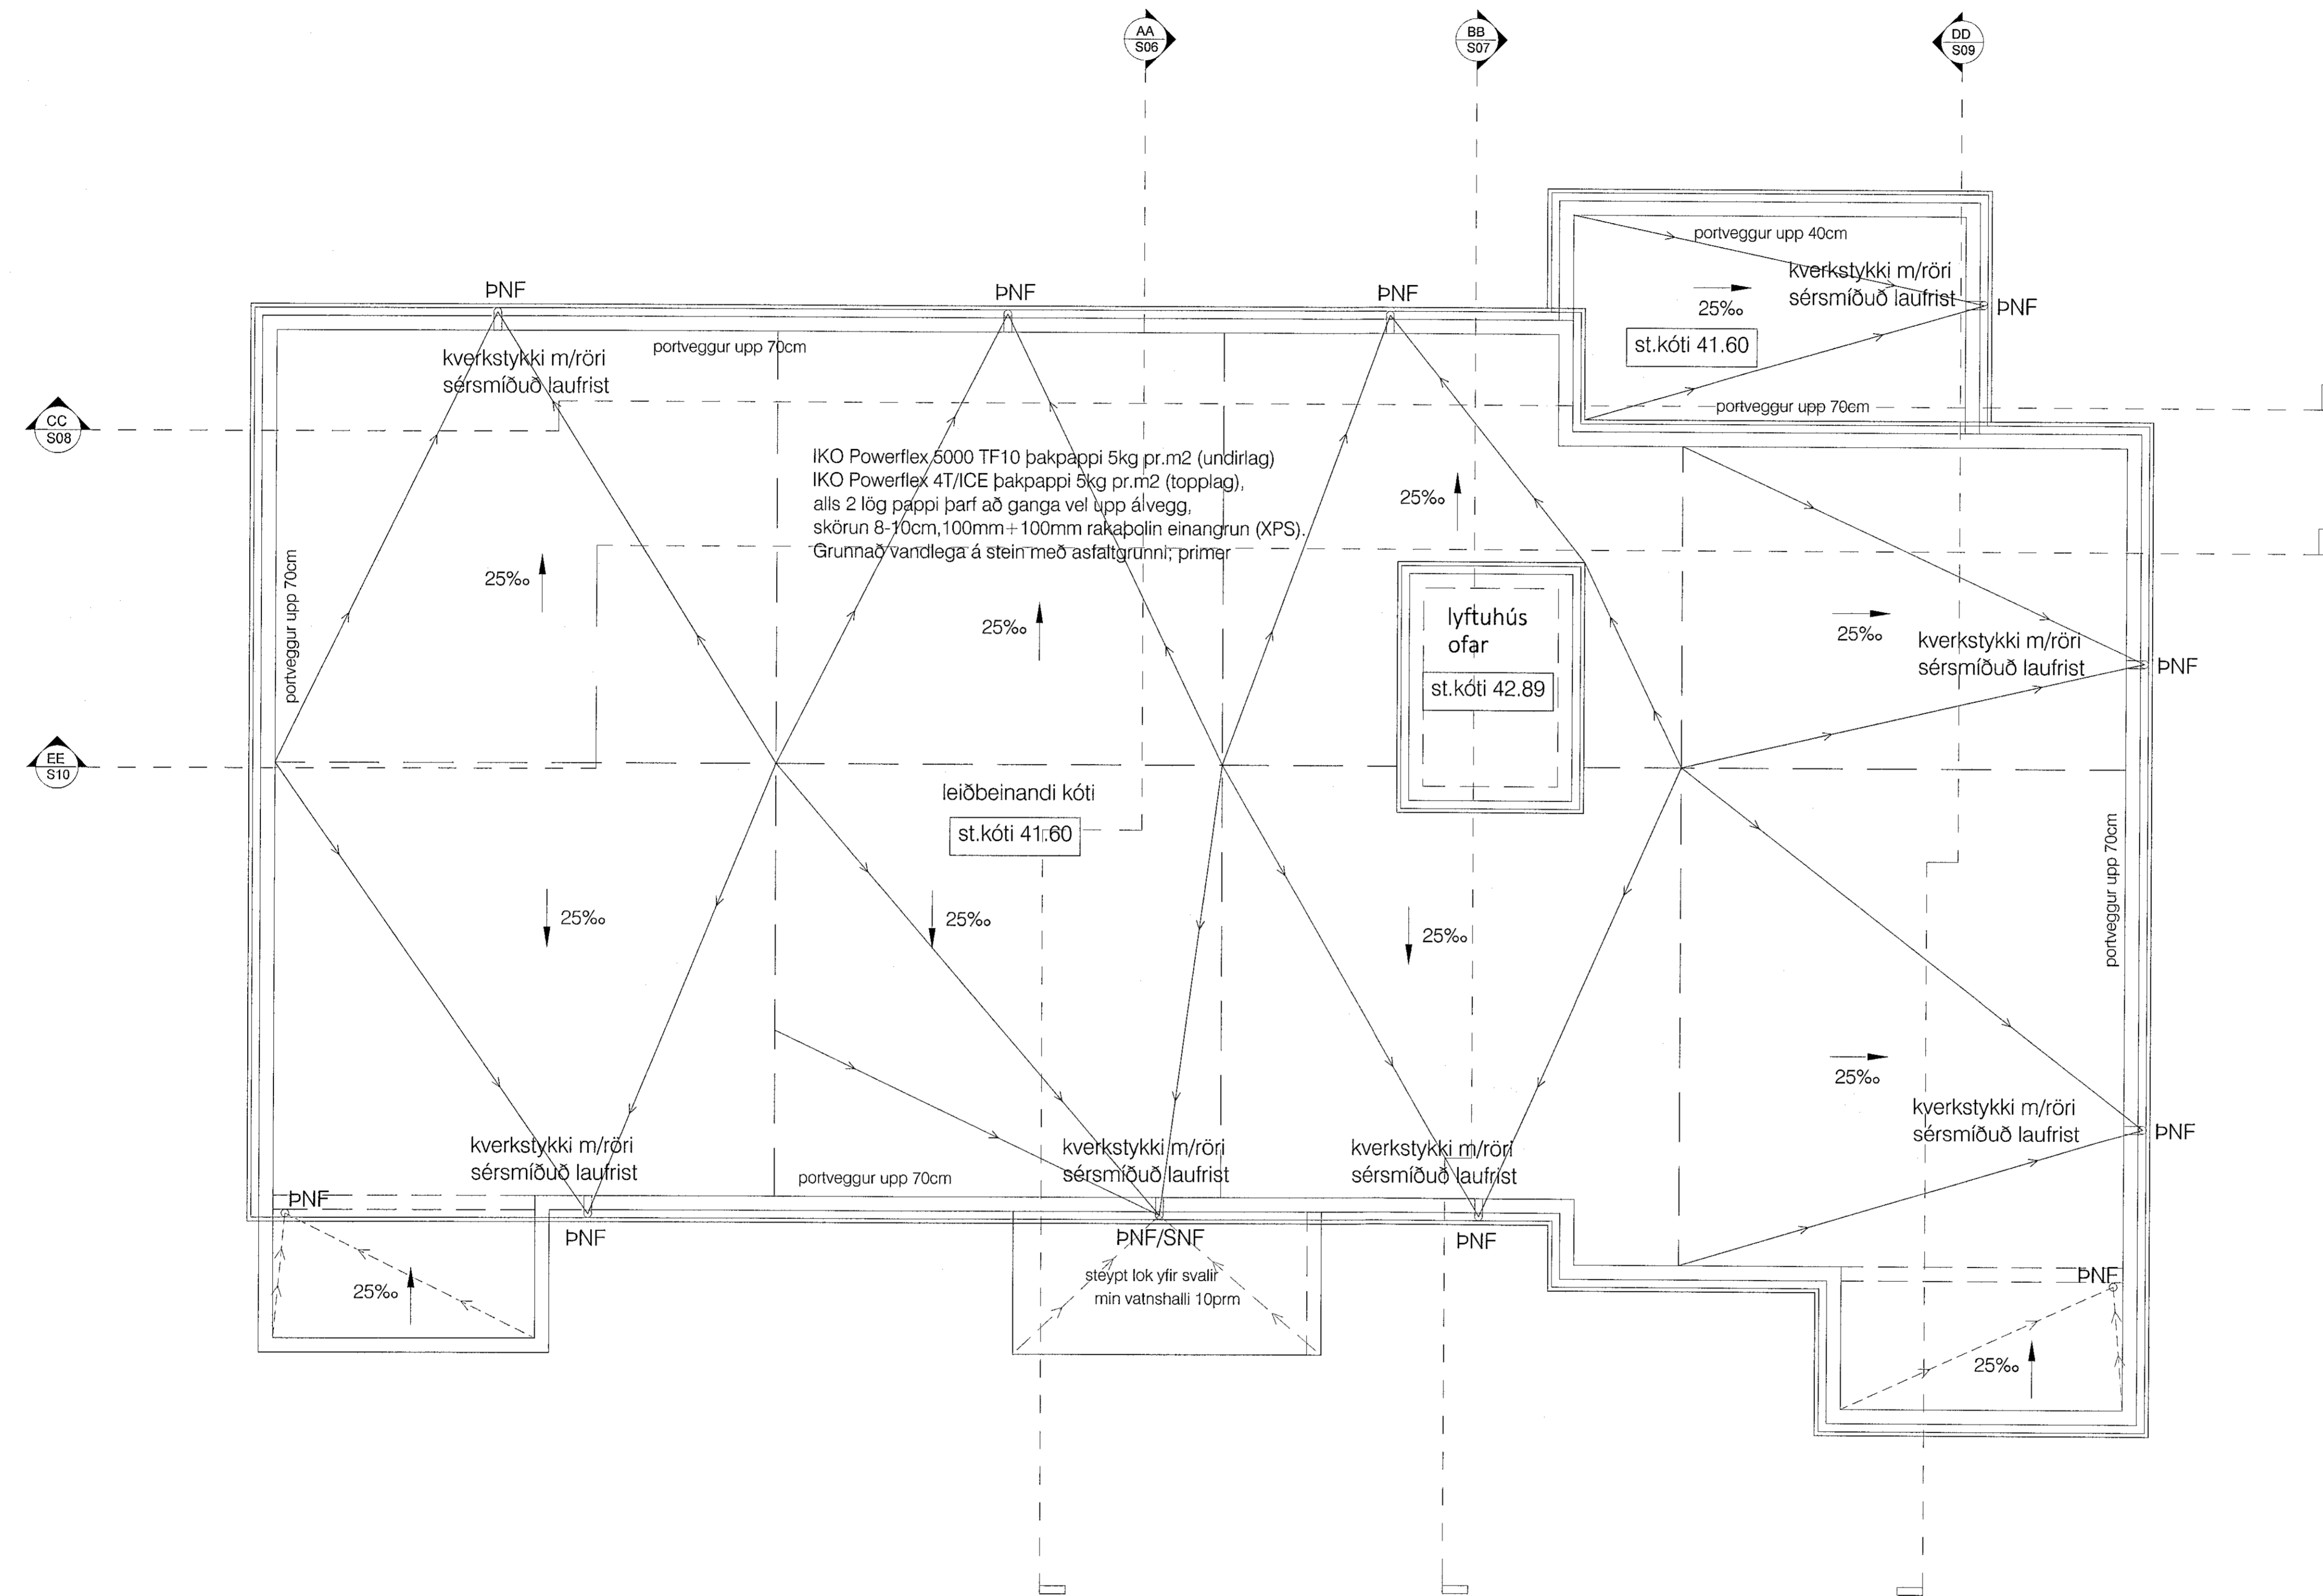 AA
S06
BB
S07
DD
S09
portveggur upp 40cm
kverkstykki m/röri
sérsmíðuð laufrist
ÞNF
25‰
st.kóti 41.60
portveggur upp 70cm
ÞNF
ÞNF
ÞNF
kverkstykki m/röri
sérsmíðuð laufrist
portveggur upp 70cm
CC
S08
IKO Powerflex 5000 TF10 þakpappi 5kg pr.m2 (undirlag)
IKO Powerflex 4T/ICE þakpappi 5kg pr.m2 (topplag),
alls 2 lög pappi þarf að ganga vel upp álvegg,
skörun 8-10cm,100mm+100mm rakaþolin einangrun (XPS).
Grunnað vandlega á stein með asfaltgrunni; primer
25‰
portveggur upp 70cm
25‰
25‰
lyftuhús
ofar
st.kóti 42.89
25‰
kverkstykki m/röri
sérsmíðuð laufrist
ÞNF
EE
S10
leiðbeinandi kóti
st.kóti 41.60
portveggur upp 70cm
25‰
25‰
25‰
25‰
kverkstykki m/röri
sérsmíðuð laufrist
ÞNF
kverkstykki m/röri
sérsmíðuð laufrist
portveggur upp 70cm
kverkstykki m/röri
sérsmíðuð laufrist
kverkstykki m/röri
sérsmíðuð laufrist
ÞNF
ÞNF
ÞNF/SNF
ÞNF
steypt lok yfir svalir
min vatnshalli 10prm
25‰
ÞNF
25‰